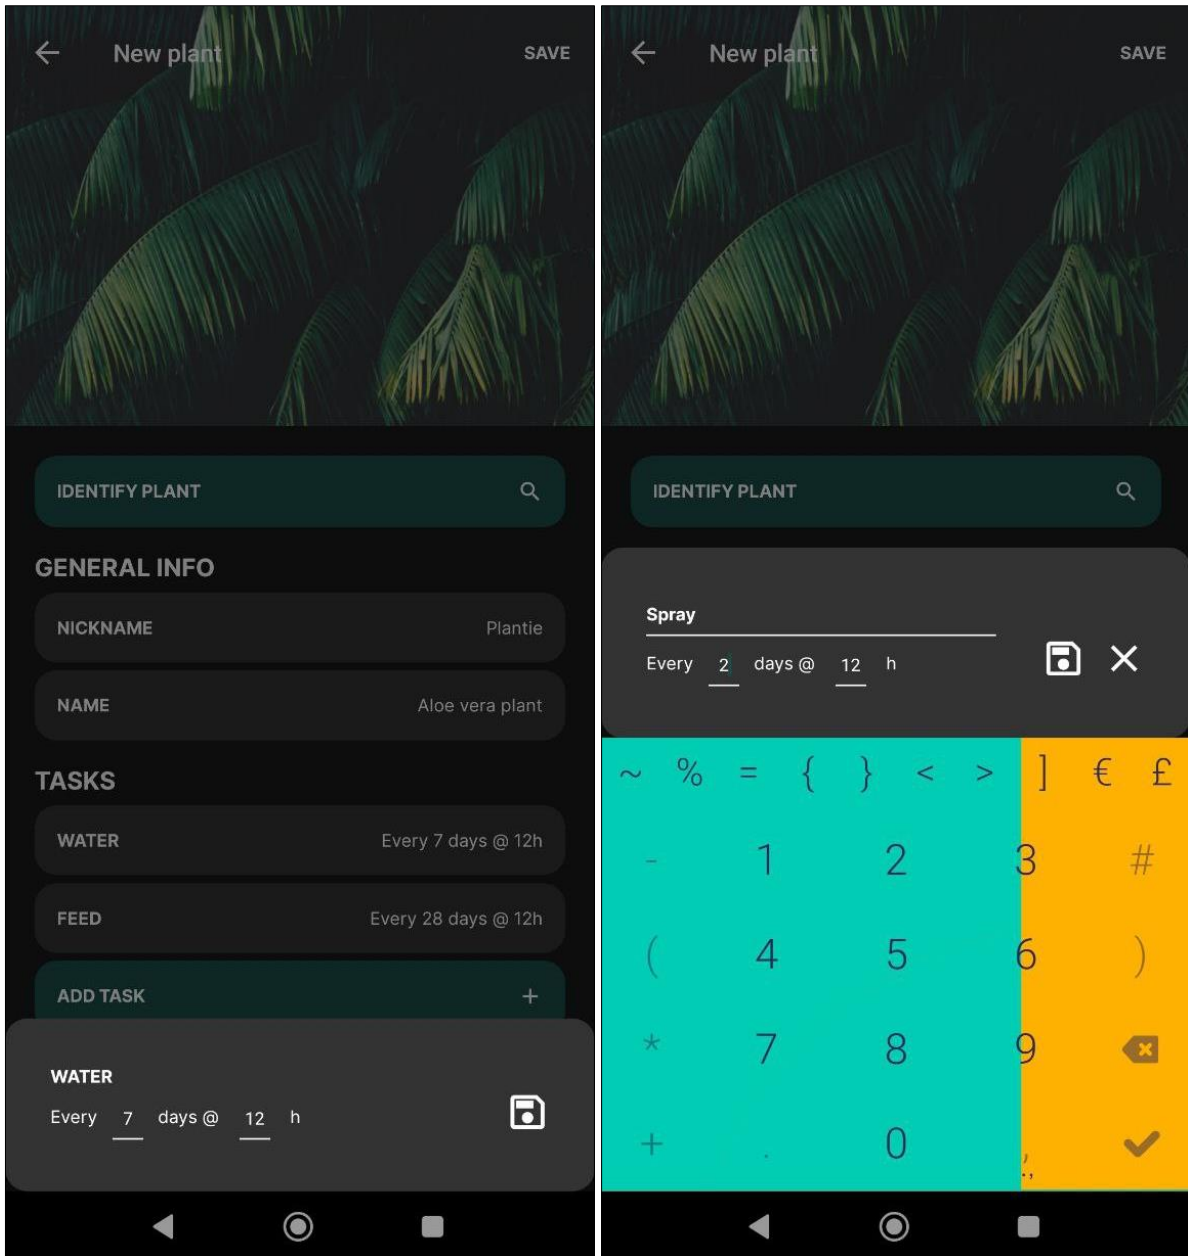 New plant SAVE
IDENTIFY PLANT
GENERAL INFO
NICKNAME Plantie
NAME Aloe vera plant
TASKS
WATER Every 7 days @ 12h
FEED Every 28 days @ 12h
ADD TASK +
WATER
Every 7 days @ 12 h
New plant SAVE
IDENTIFY PLANT
Spray
Every 2 days @ 12 h
~ % = { } < > ] € £
- 1 2 3 #
( 4 5 6 )
* 7 8 9
+ . 0 , .,